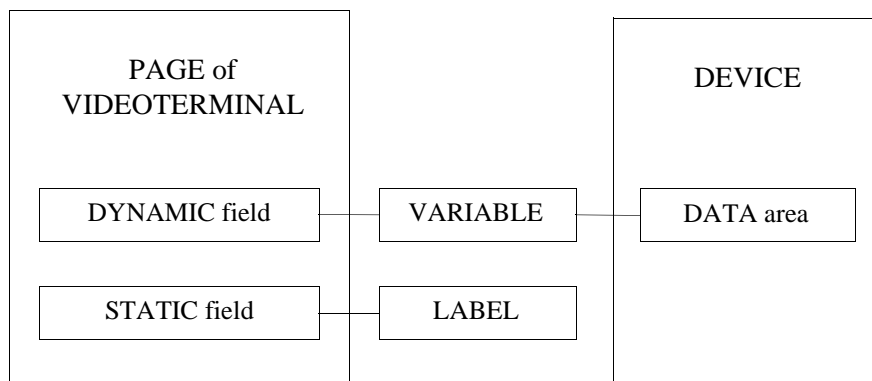 PAGE of
VIDEOTERMINAL
DEVICE
DYNAMIC field
VARIABLE
DATA area
STATIC field
LABEL